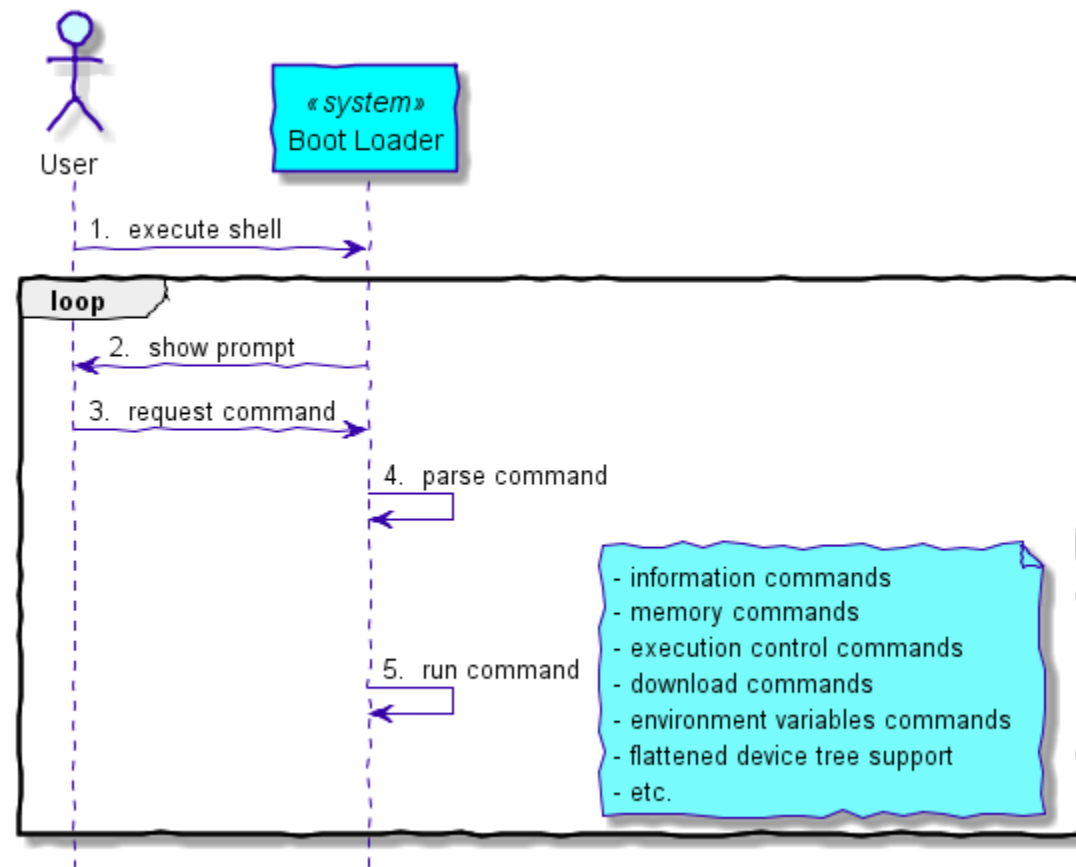 «system»
Boot Loader
User
1. execute shell
loop
2. show prompt
3. request command
4. parse command
- information commands
- memory commands
- execution control commands
5. run command
- download commands
- environment variables commands
- flattened device tree support
- etc.